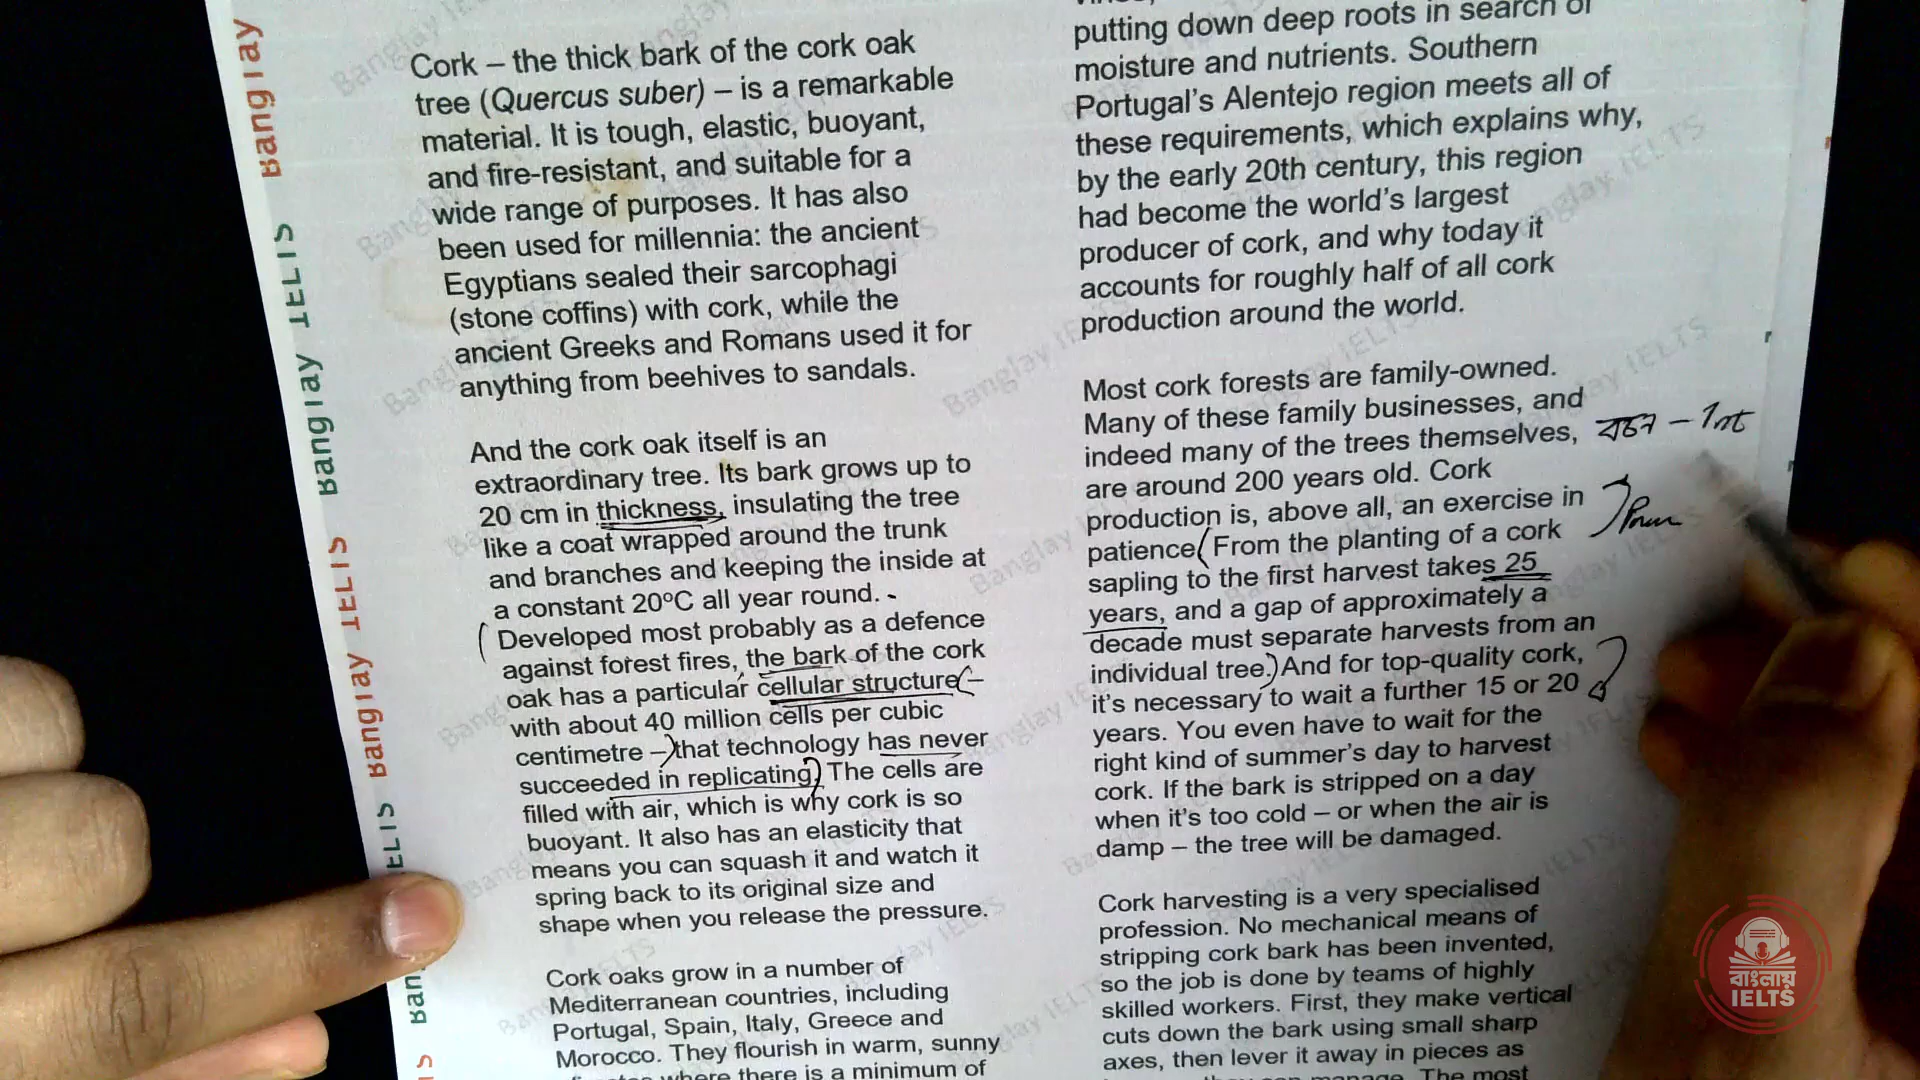 Cork – the thick bark of the cork oak
tree (Quercus suber) – is a remarkable
material. It is tough, elastic, buoyant,
and fire-resistant, and suitable for a
wide range of purposes. It has also
been used for millennia: the ancient
Egyptians sealed their sarcophagi
(stone coffins) with cork, while the
ancient Greeks and Romans used it for
anything from beehives to sandals.
And the cork oak itself is an
extraordinary tree. Its bark grows up to
20 cm in thickness, insulating the tree
like a coat wrapped around the trunk
and branches and keeping the inside at
a constant 20ºC all year round.
Developed most probably as a defence
against forest fires, the bark of the cork
oak has a particular cellular structure –
with about 40 million cells per cubic
centimetre – that technology has never
succeeded in replicating. The cells are
filled with air, which is why cork is so
buoyant. It also has an elasticity that
means you can squash it and watch it
spring back to its original size and
shape when you release the pressure.
Cork oaks grow in a number of
Mediterranean countries, including
Portugal, Spain, Italy, Greece and
Morocco. They flourish in warm, sunny
where there is a minimum of
putting down deep roots in search of
moisture and nutrients. Southern
Portugal's Alentejo region meets all of
these requirements, which explains why,
by the early 20th century, this region
had become the world's largest
producer of cork, and why today it
accounts for roughly half of all cork
production around the world.
Most cork forests are family-owned.
Many of these family businesses, and
indeed many of the trees themselves,
are around 200 years old. Cork
production is, above all, an exercise in
patience. From the planting of a cork
sapling to the first harvest takes 25
years, and a gap of approximately a
decade must separate harvests from an
individual tree. And for top-quality cork,
it's necessary to wait a further 15 or 20
years. You even have to wait for the
right kind of summer's day to harvest
cork. If the bark is stripped on a day
when it's too cold – or when the air is
damp – the tree will be damaged.
Cork harvesting is a very specialised
profession. No mechanical means of
stripping cork bark has been invented,
so the job is done by teams of highly
skilled workers. First, they make vertical
cuts down the bark using small sharp
axes, then lever it away in pieces as
The most
Banglay IELTS Banglay IELTS Banglay IELTS
বাংলায়
IELTS